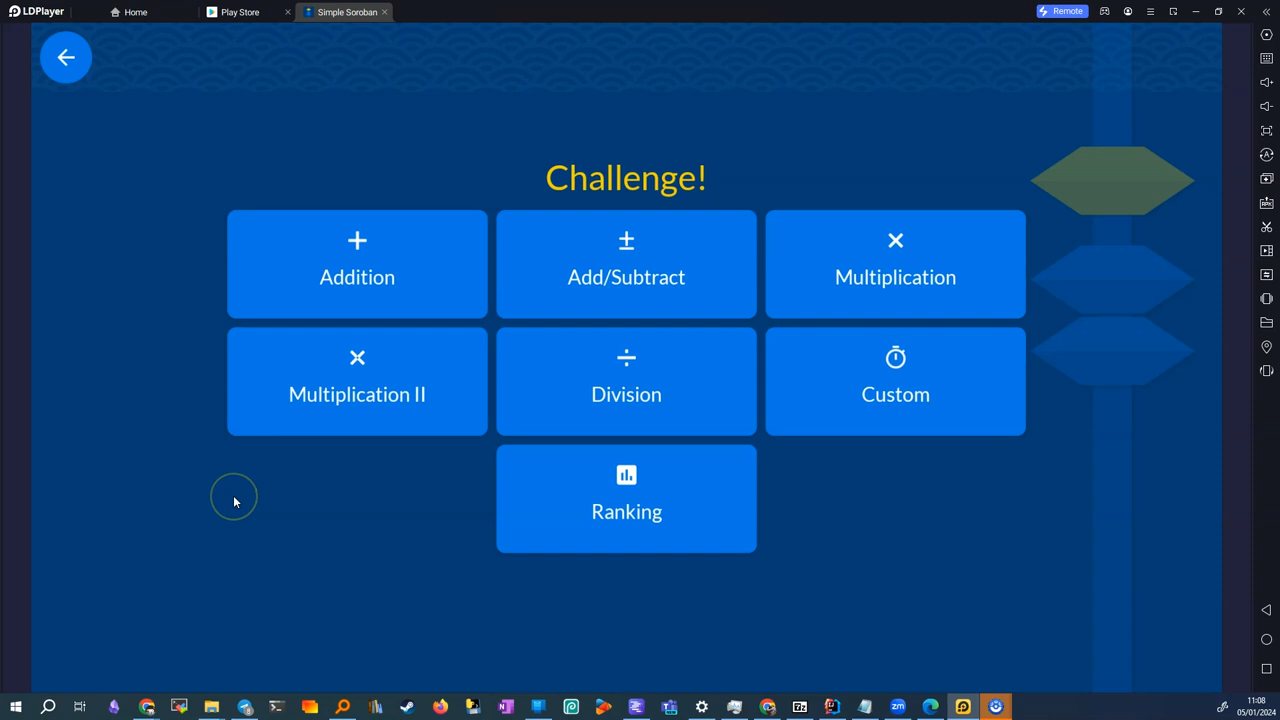 LDPlayer
Home
Play Store
Simple Soroban
Remote
Challenge!
+
Addition
±
Add/Subtract
×
Multiplication
×
Multiplication II
÷
Division
Custom
Ranking
11:08
05/01/2024